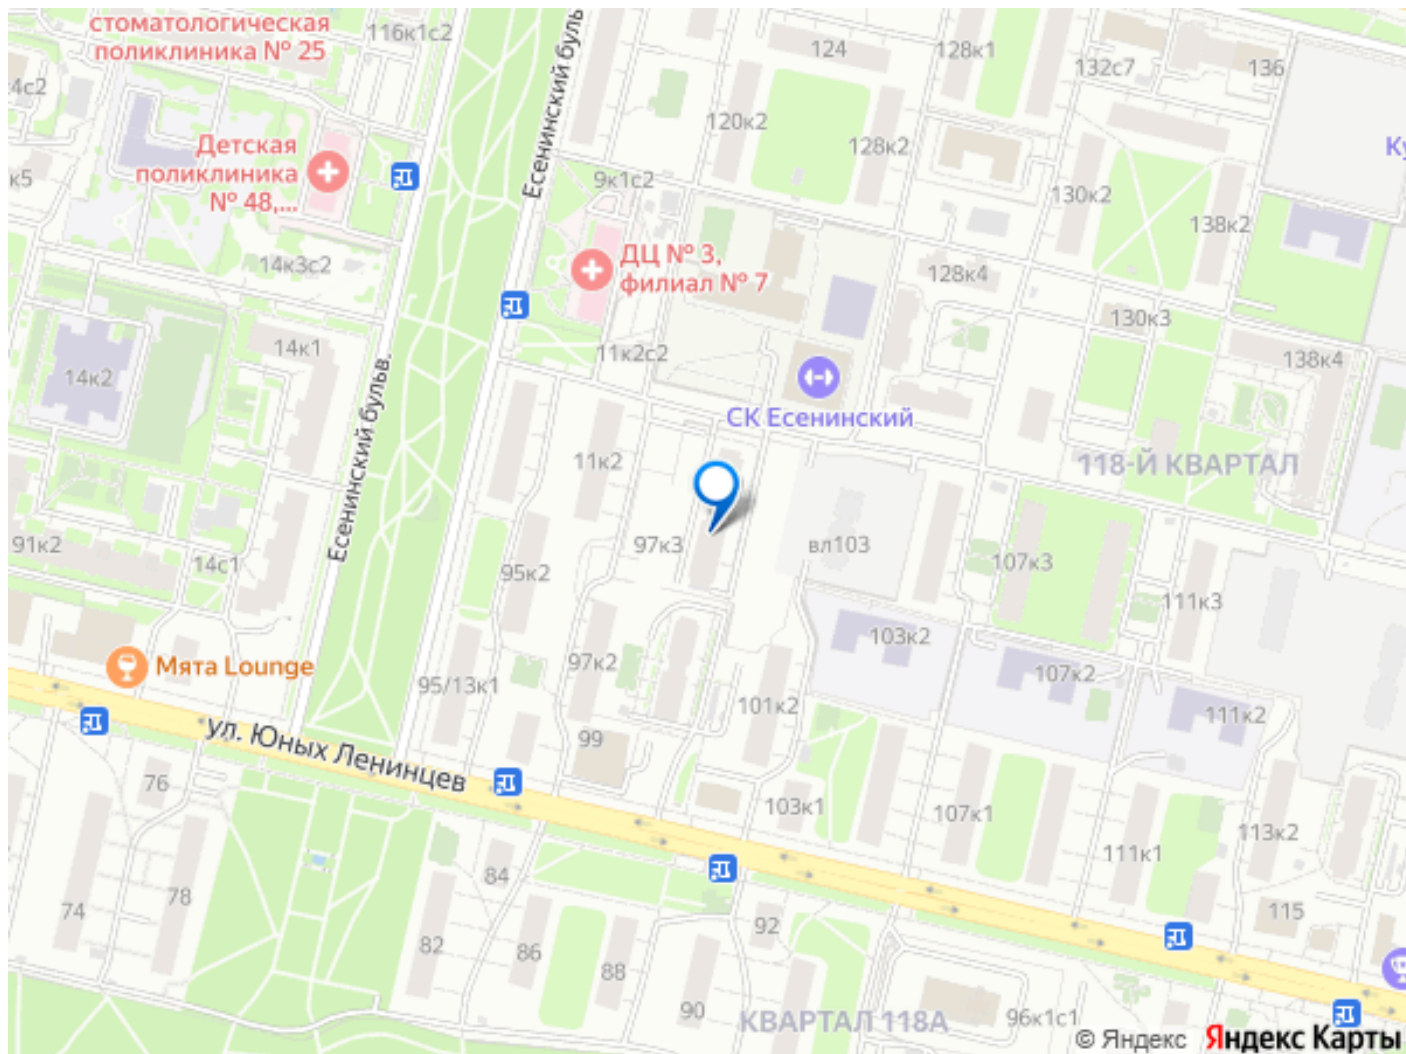 стоматологическая
поликлиника № 25
116к1с2
Есенинский буль
124
128к1
132с7
136
4с2
120к2
128к2
Ку
Детская
поликлиника
№ 48,...
к5
9к1с2
130к2
138к2
14к3с2
ДЦ № 3,
филиал № 7
128к4
130к3
14к1
11к2с2
138к4
14к2
СК Есенинский
Есенинский бульв.
11к2
118-Й КВАРТАЛ
91к2
14с1
97к3
вл103
95к2
107к3
111к3
103к2
Мята Lounge
97к2
107к2
95/13к1
101к2
111к2
ул. Юных Ленинцев
99
76
103к1
107к1
113к2
111к1
84
78
74
92
115
82
86
88
90
КВАРТАЛ 118А
96к1с1
© Яндекс Яндекс Карты